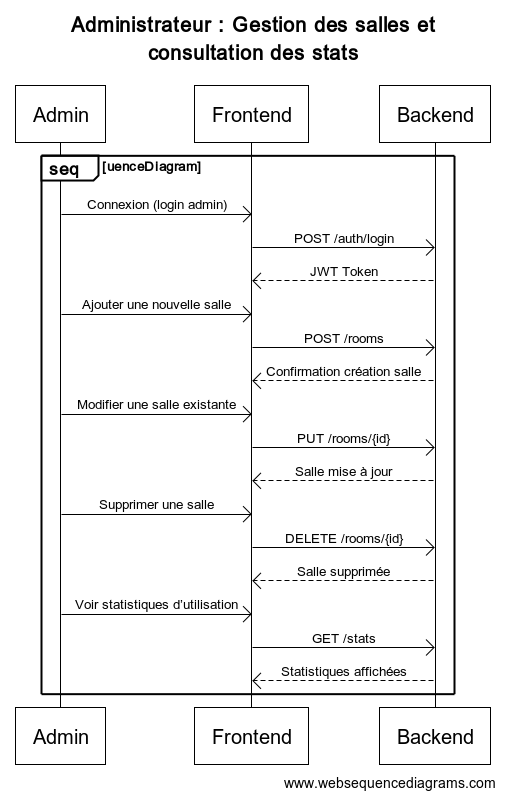 Administrateur : Gestion des salles et
consultation des stats
Admin Frontend Backend
seq [uenceDIagram]
Connexion (login admin)
POST /auth/login
JWT Token
Ajouter une nouvelle salle
POST /rooms
Confirmation création salle
Modifier une salle existante
PUT /rooms/{id}
Salle mise à jour
Supprimer une salle
DELETE /rooms/{id}
Salle supprimée
Voir statistiques d'utilisation
GET /stats
Statistiques affichées
Admin Frontend Backend
www.websequencediagrams.com